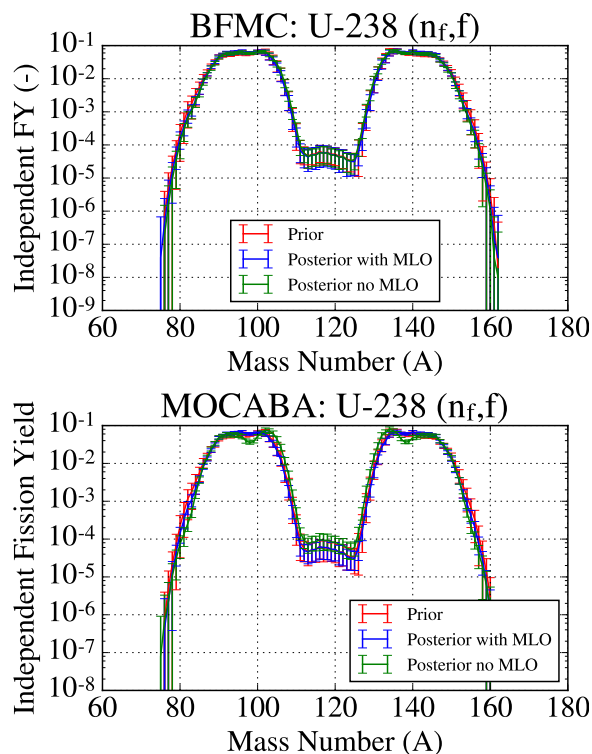 BFMC: U-238 (n_f,f)
Independent FY (-)
10^-1
10^-2
10^-3
10^-4
10^-5
10^-6
10^-7
10^-8
10^-9
Prior
Posterior with MLO
Posterior no MLO
60 80 100 120 140 160 180
Mass Number (A)
MOCABA: U-238 (n_f,f)
Independent Fission Yield
10^-1
10^-2
10^-3
10^-4
10^-5
10^-6
10^-7
10^-8
Prior
Posterior with MLO
Posterior no MLO
60 80 100 120 140 160 180
Mass Number (A)